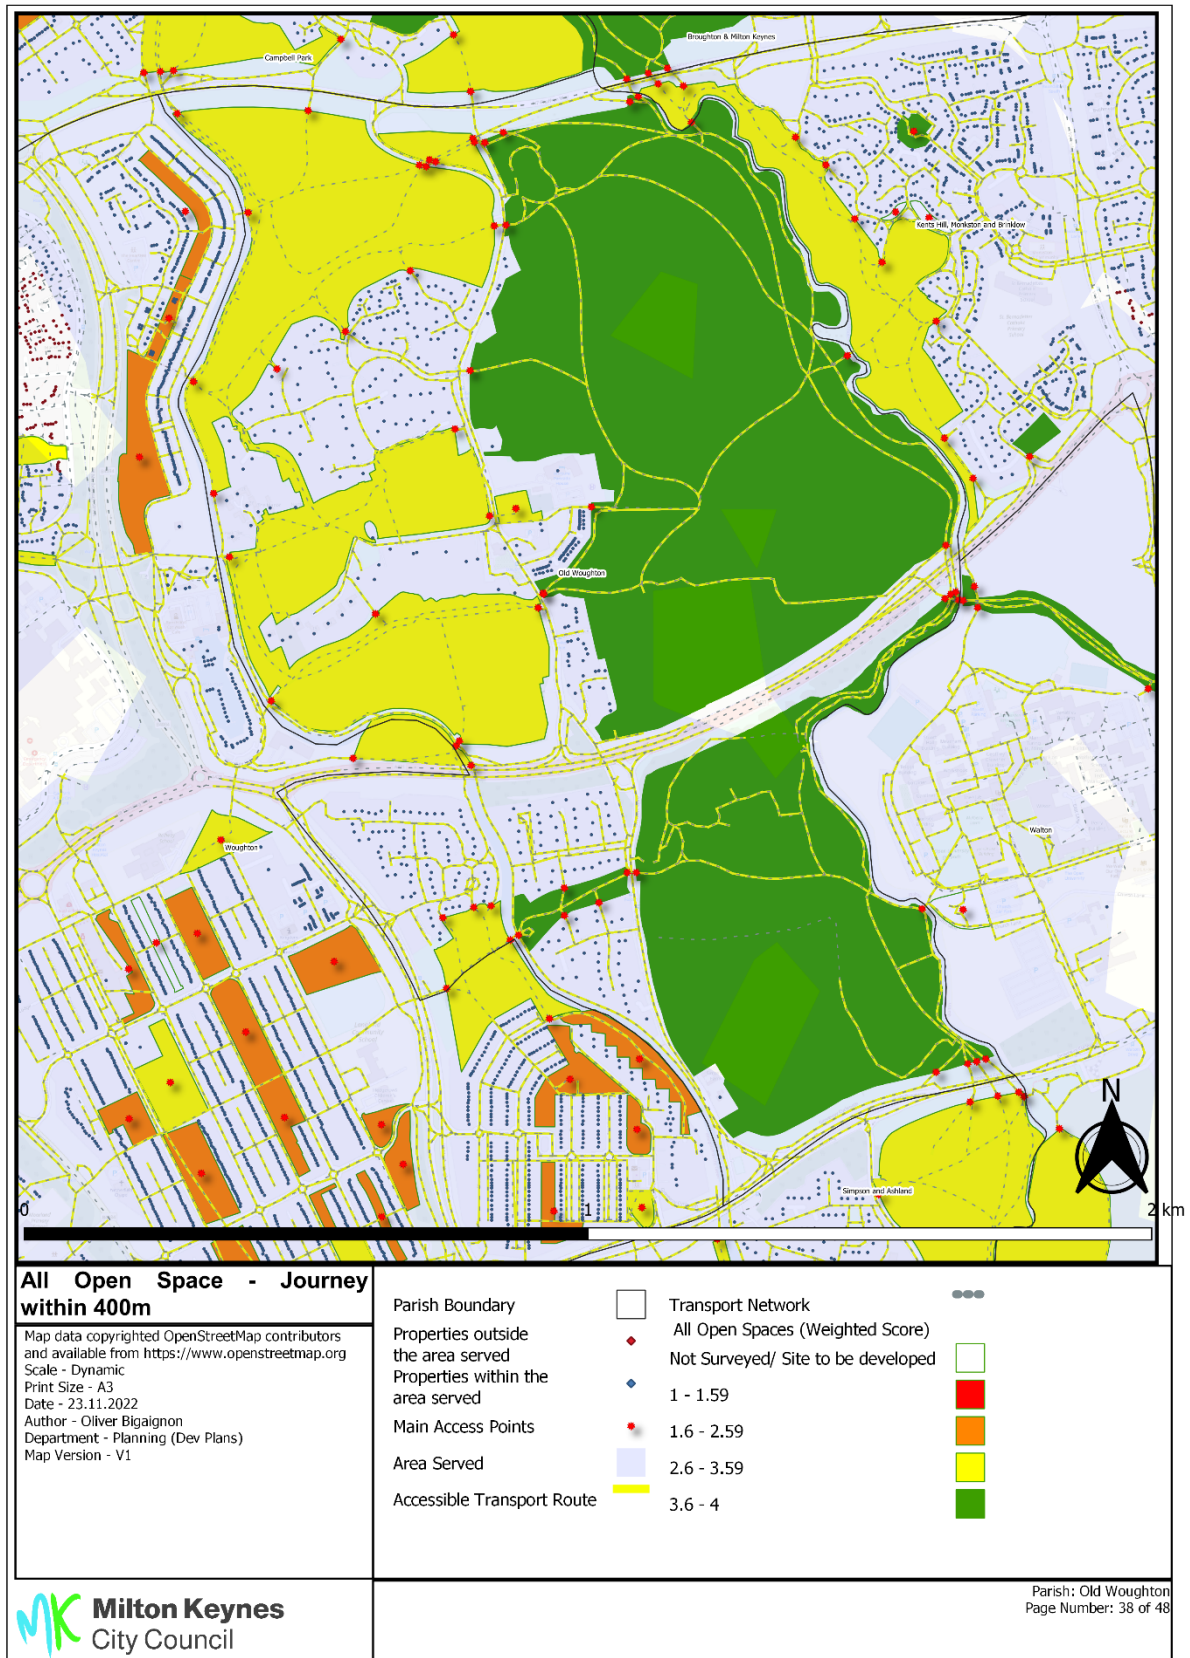 Broughton & Milton Keynes
Campbell Park
Kents Hill, Monkston and Brinklow
Old Woughton
Walton
Woughton
Simpson and Ashland
N
0
1
2 km
All Open Space - Journey
within 400m
Map data copyrighted OpenStreetMap contributors
and available from https://www.openstreetmap.org
Scale - Dynamic
Print Size - A3
Date - 23.11.2022
Author - Oliver Bigaignon
Department - Planning (Dev Plans)
Map Version - V1
Parish Boundary
Properties outside
the area served
Properties within the
area served
Main Access Points
Area Served
Accessible Transport Route
Transport Network
All Open Spaces (Weighted Score)
Not Surveyed/ Site to be developed
1 - 1.59
1.6 - 2.59
2.6 - 3.59
3.6 - 4
MK
Milton Keynes
City Council
Parish: Old Woughton
Page Number: 38 of 48